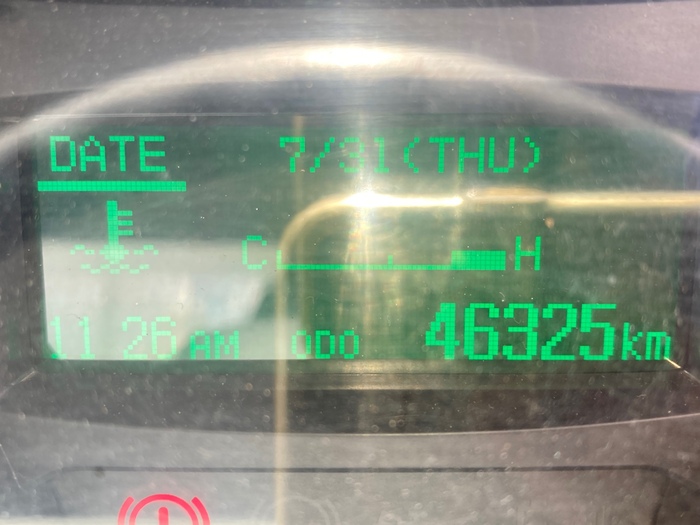 DATE 7/31(THU)
C H
11 26 AM ODO 46325km